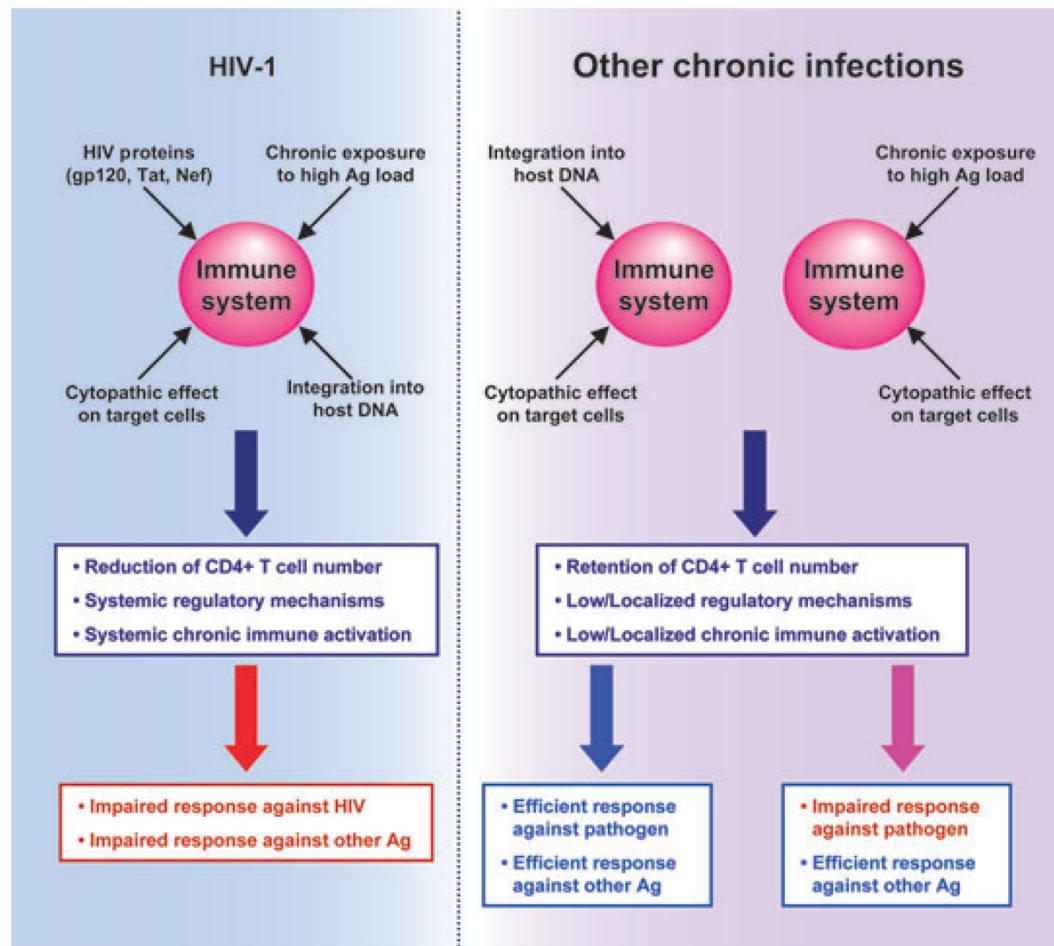 HIV-1
HIV proteins
(gp120, Tat, Nef)
Chronic exposure
to high Ag load
Immune
system
Cytopathic effect
on target cells
Integration into
host DNA
• Reduction of CD4+ T cell number
• Systemic regulatory mechanisms
• Systemic chronic immune activation
• Impaired response against HIV
• Impaired response against other Ag
Other chronic infections
Integration into
host DNA
Chronic exposure
to high Ag load
Immune
system
Immune
system
Cytopathic effect
on target cells
Cytopathic effect
on target cells
• Retention of CD4+ T cell number
• Low/Localized regulatory mechanisms
• Low/Localized chronic immune activation
• Efficient response
against pathogen
• Efficient response
against other Ag
• Impaired response
against pathogen
• Efficient response
against other Ag